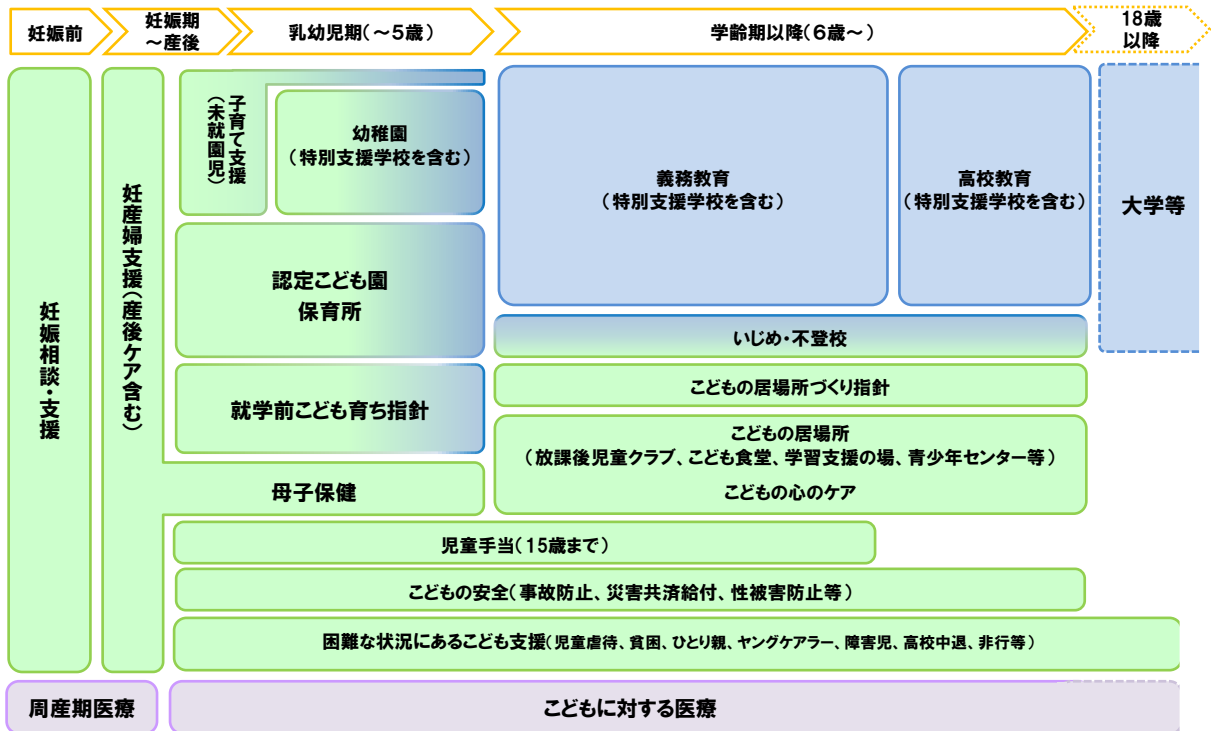 妊娠前
妊娠期
～産後
乳幼児期(～5歳)
学齢期以降(6歳～)
18歳
以降
妊娠相談・支援
妊産婦支援(産後ケア含む)
子育て支援
(未就園児)
幼稚園
(特別支援学校を含む)
認定こども園
保育所
就学前こども育ち指針
母子保健
義務教育
(特別支援学校を含む)
高校教育
(特別支援学校を含む)
大学等
いじめ・不登校
こどもの居場所づくり指針
こどもの居場所
(放課後児童クラブ、こども食堂、学習支援の場、青少年センター等)
こどもの心のケア
児童手当(15歳まで)
こどもの安全(事故防止、災害共済給付、性被害防止等)
困難な状況にあるこども支援(児童虐待、貧困、ひとり親、ヤングケアラー、障害児、高校中退、非行等)
周産期医療
こどもに対する医療